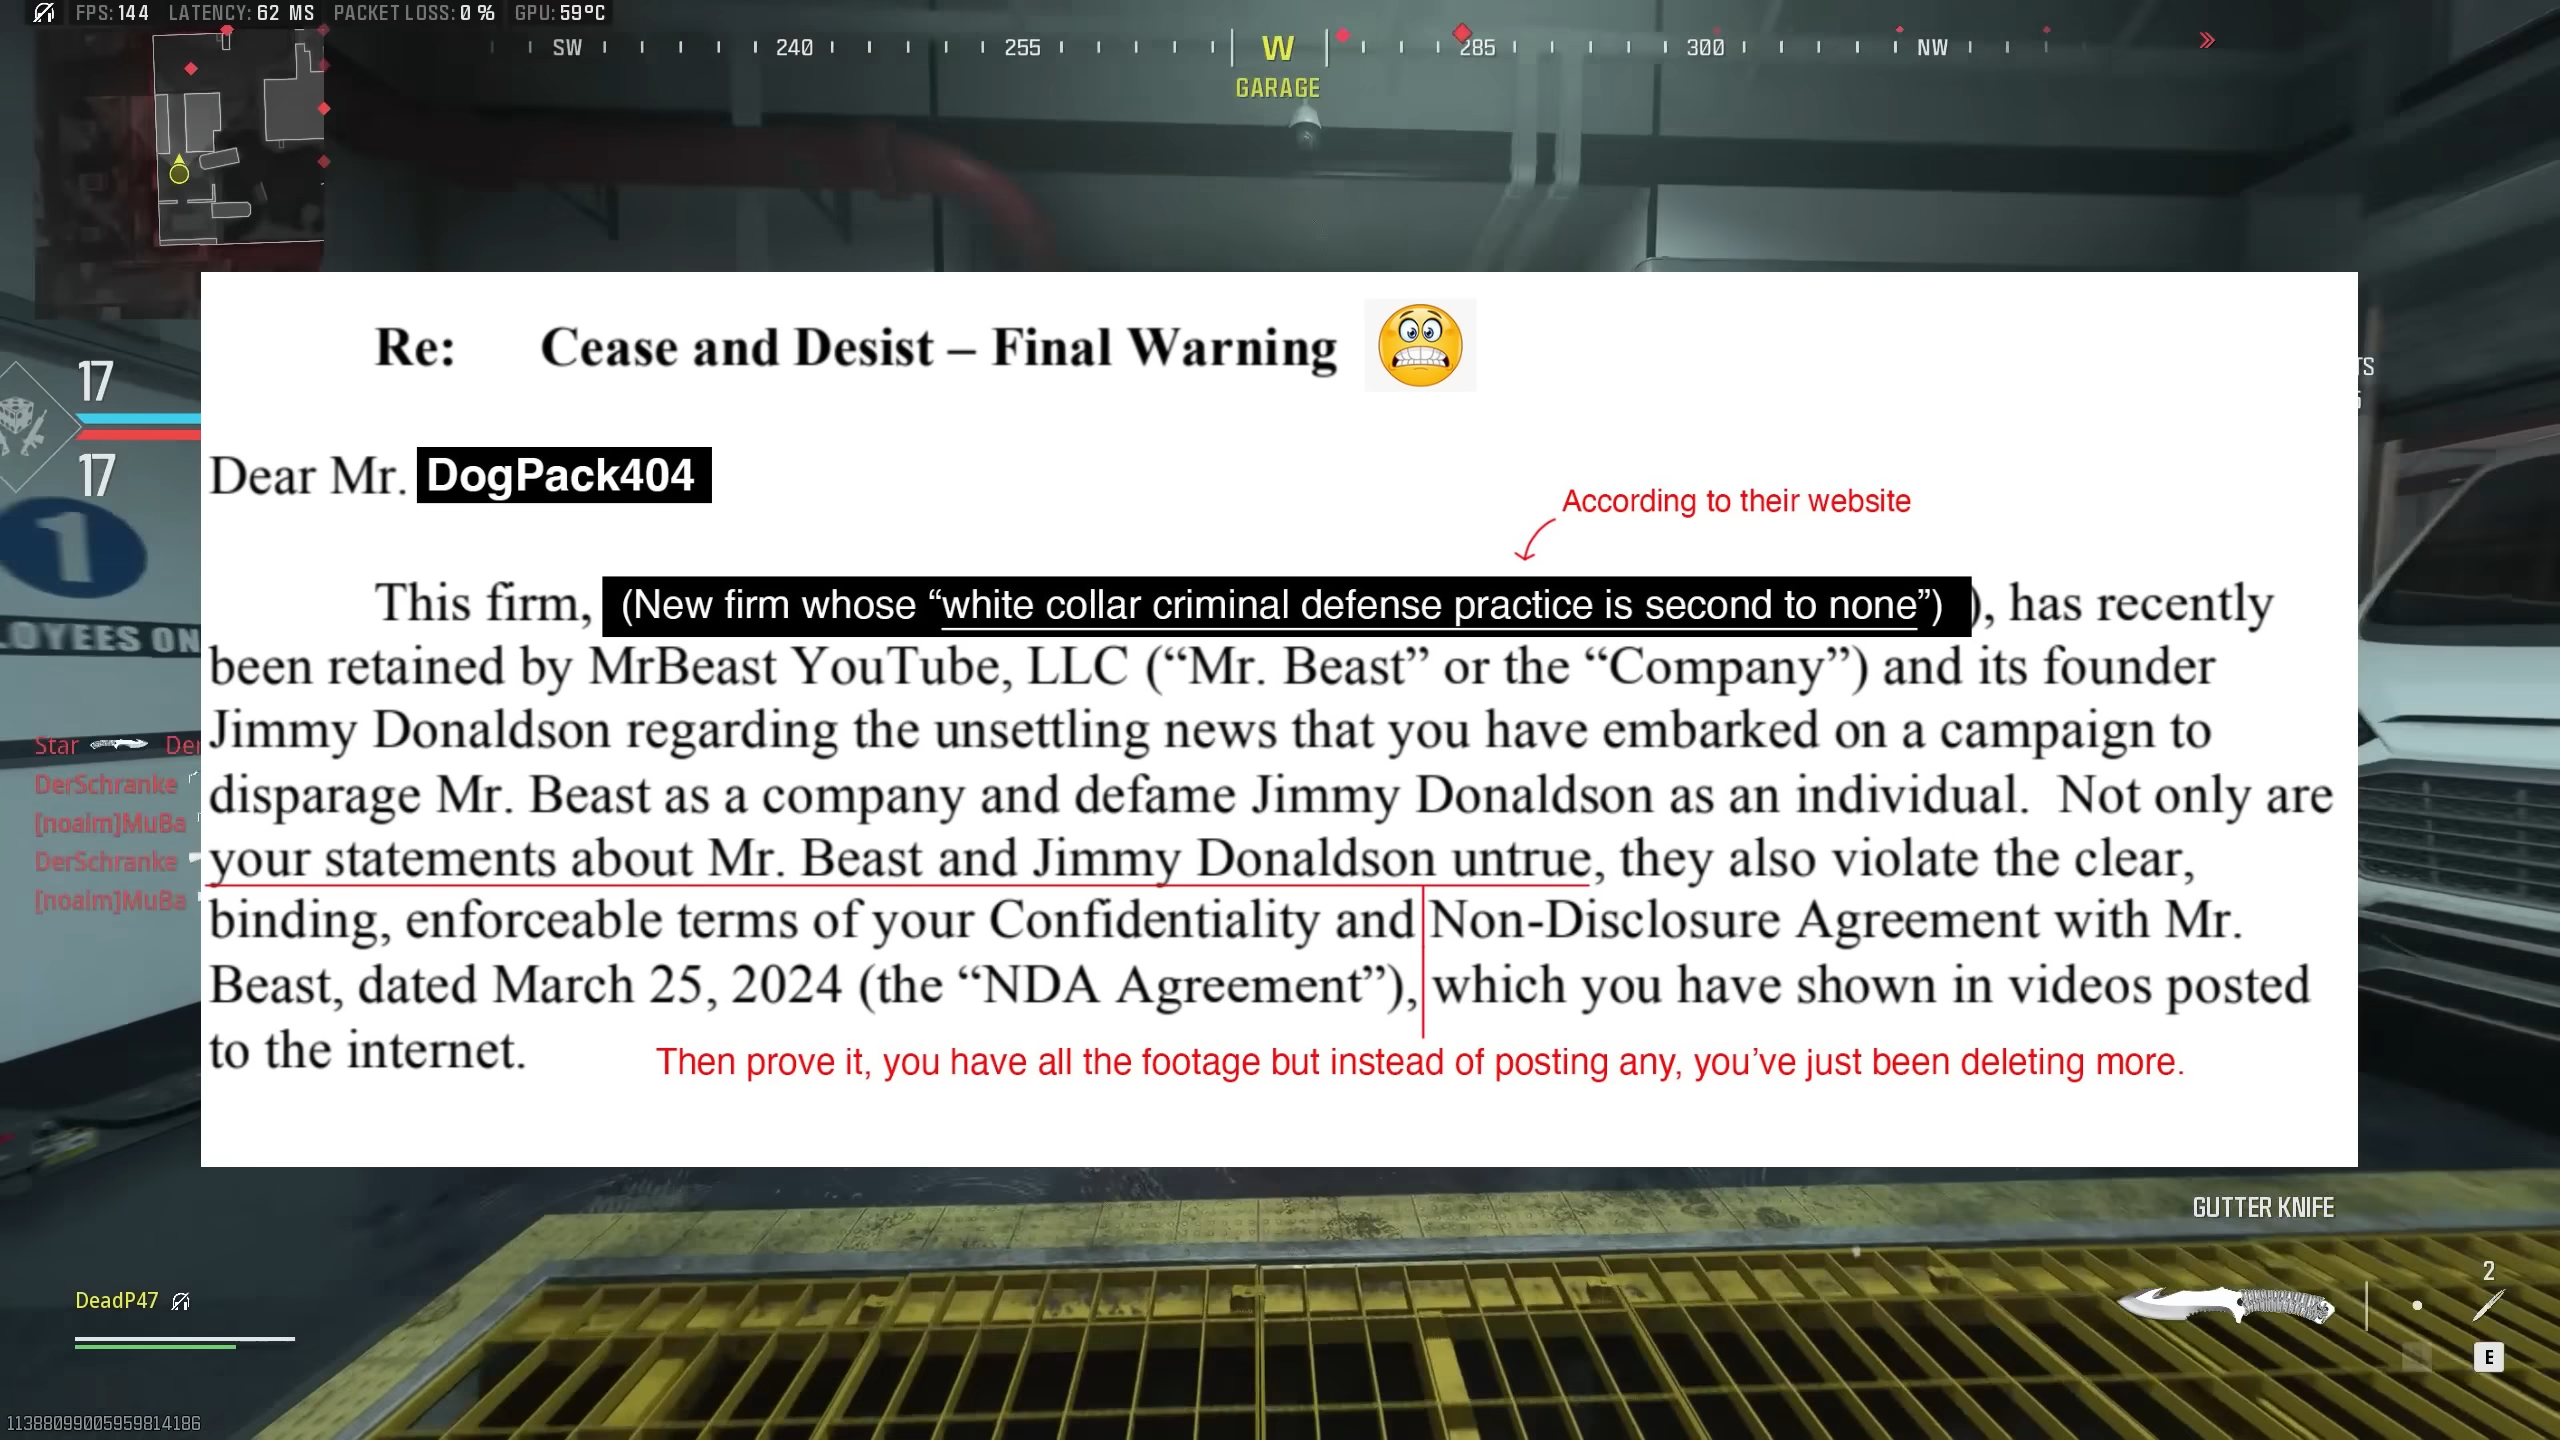 FPS: 144 LATENCY: 62 MS PACKET LOSS: 0 % GPU: 59°C
SW 240 255 W 285 300 NW
GARAGE
Re: Cease and Desist – Final Warning
17
17
1
OYEES ON
Dear Mr. DogPack404
According to their website
This firm, (New firm whose “white collar criminal defense practice is second to none”) ), has recently
been retained by MrBeast YouTube, LLC (“Mr. Beast” or the “Company”) and its founder
Jimmy Donaldson regarding the unsettling news that you have embarked on a campaign to
disparage Mr. Beast as a company and defame Jimmy Donaldson as an individual. Not only are
your statements about Mr. Beast and Jimmy Donaldson untrue, they also violate the clear,
binding, enforceable terms of your Confidentiality and Non-Disclosure Agreement with Mr.
Beast, dated March 25, 2024 (the “NDA Agreement”), which you have shown in videos posted
to the internet.
Then prove it, you have all the footage but instead of posting any, you’ve just been deleting more.
Star Der
DerSchranke
[noaim]MuBa
DerSchranke
[noaim]MuBa
GUTTER KNIFE
2
E
DeadP47
11388099005959814186